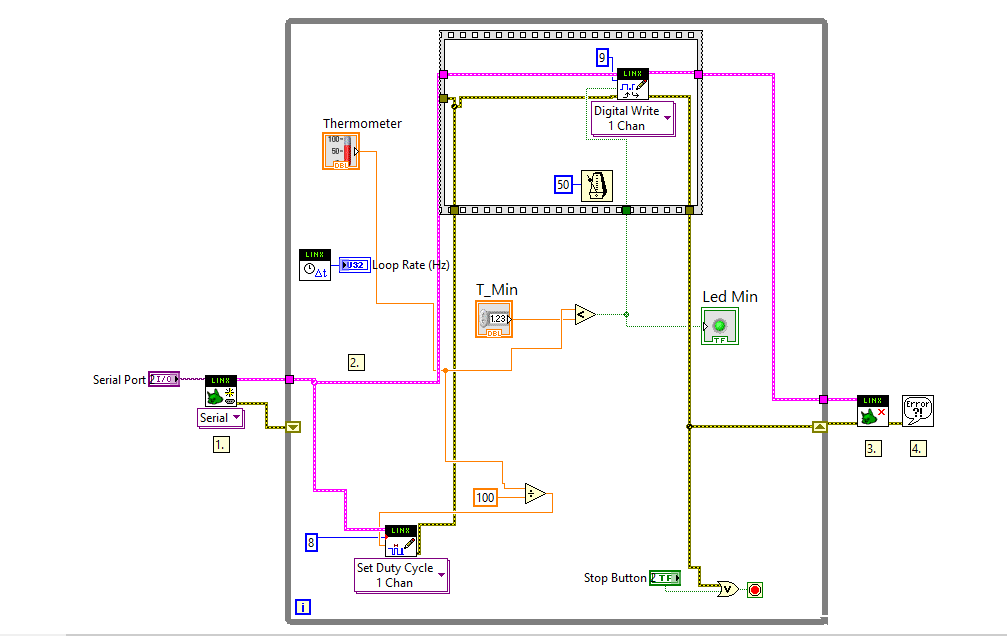 9
LINX
Digital Write
1 Chan
Thermometer
100-
50-
DBL
50
LINX
Δt
U32
Loop Rate (Hz)
T_Min
1.23
DBL
<
Led Min
TF
2.
Serial Port
I/O
LINX
Serial
1.
LINX
Error
?!
3.
4.
100
÷
8
LINX
Set Duty Cycle
1 Chan
Stop Button
TF
V
i